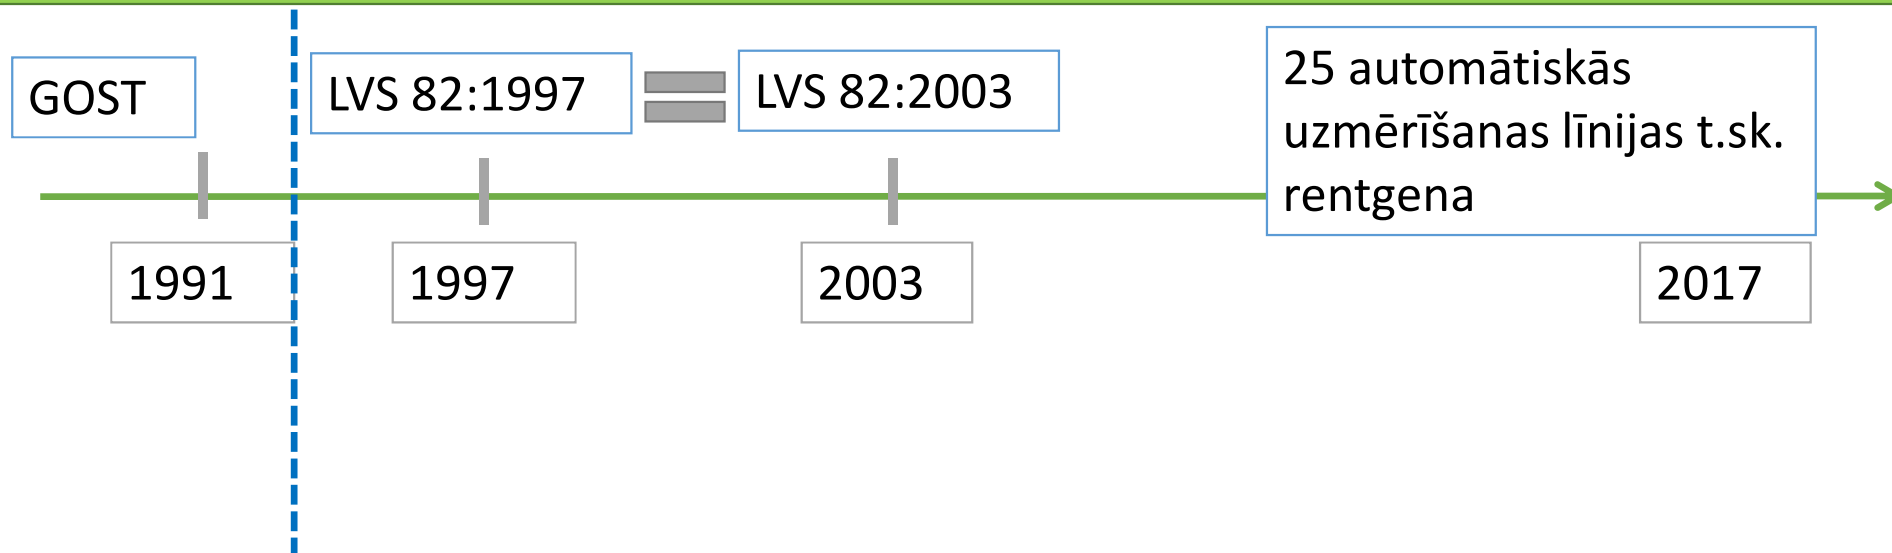 GOST
LVS 82:1997
LVS 82:2003
25 automātiskās
uzmērīšanas līnijas t.sk.
rentgena
1991
1997
2003
2017